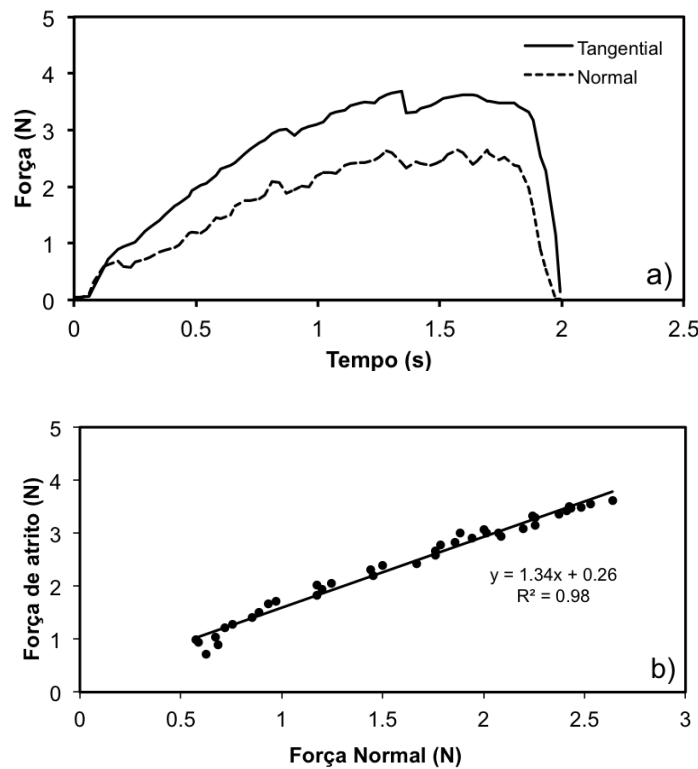 5
4
3
2
1
0
Força (N)
Tangential
Normal
a)
0
0.5
1
1.5
2
2.5
Tempo (s)
5
4
3
2
1
0
Força de atrito (N)
y = 1.34x + 0.26
R² = 0.98
b)
0
0.5
1
1.5
2
2.5
3
Força Normal (N)